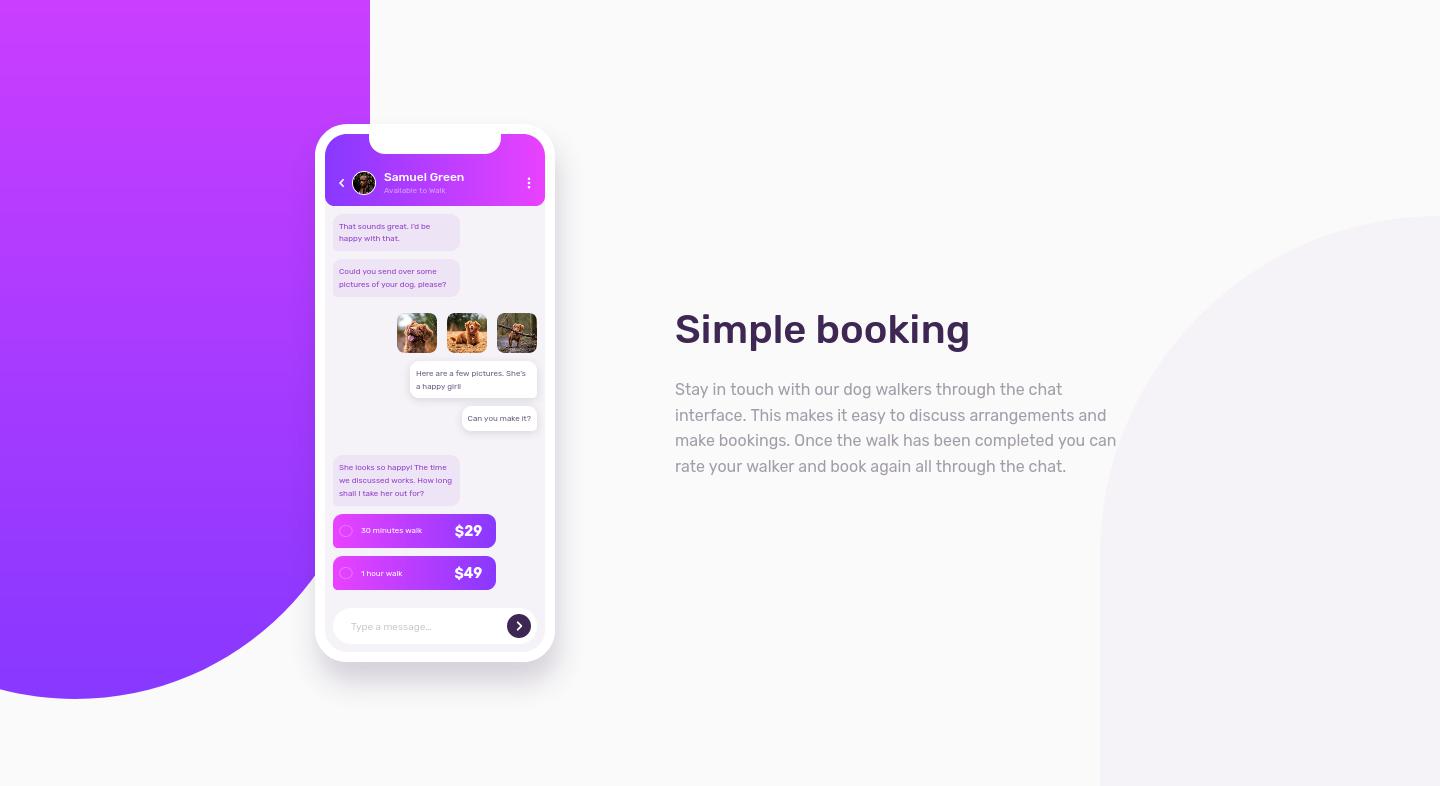 Samuel Green
Available to Walk
That sounds great. I'd be
happy with that.
Could you send over some
pictures of your dog, please?
Here are a few pictures. She's
a happy girl!
Can you make it?
She looks so happy! The time
we discussed works. How long
shall I take her out for?
30 minutes walk
$29
1 hour walk
$49
Type a message…
Simple booking
Stay in touch with our dog walkers through the chat
interface. This makes it easy to discuss arrangements and
make bookings. Once the walk has been completed you can
rate your walker and book again all through the chat.